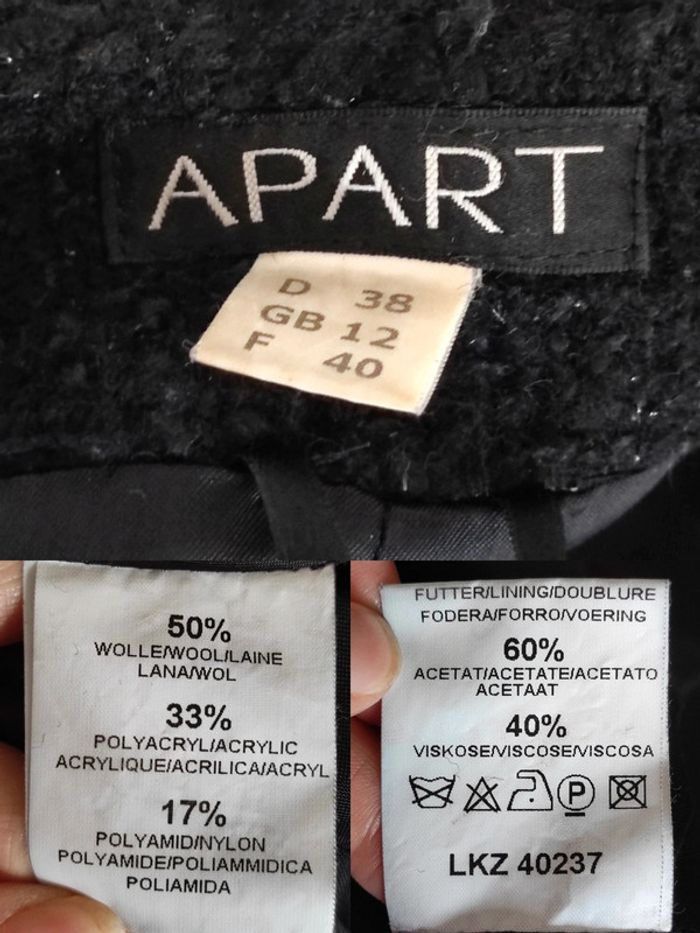 APART
D 38
GB 12
F 40
50%
WOLLE/WOOL/LAINE
LANA/WOL
33%
POLYACRYL/ACRYLIC
ACRYLIQUE/ACRILICA/ACRYL
17%
POLYAMID/NYLON
POLYAMIDE/POLIAMMIDICA
POLIAMIDA
FUTTER/LINING/DOUBLURE
FODERA/FORRO/VOERING
60%
ACETAT/ACETATE/ACETATO
ACETAAT
40%
VISKOSE/VISCOSE/VISCOSA
P
LKZ 40237